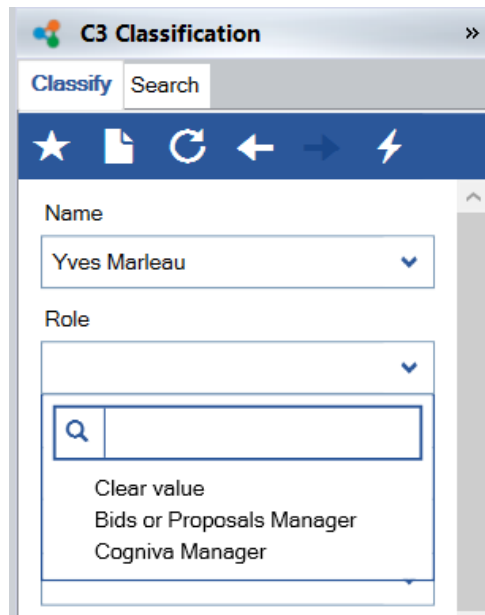 C3 Classification »
Classify Search
Name
Yves Marleau
Role
Clear value
Bids or Proposals Manager
Cogniva Manager